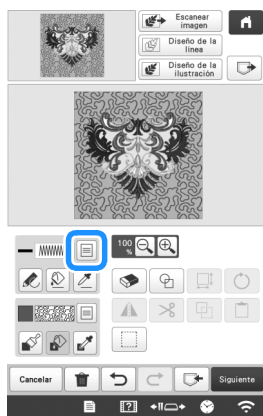 Escanear
imagen
Diseño de la
línea
Diseño de la
ilustración
100
%
Cancelar
Siguiente